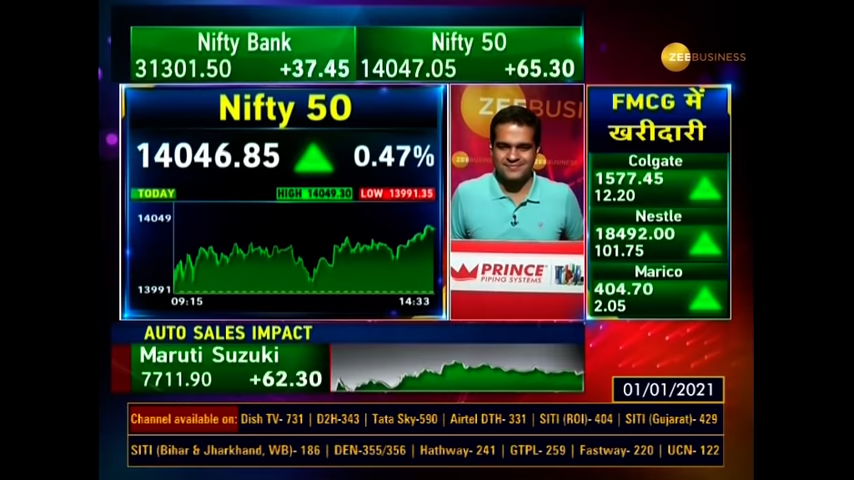 Nifty Bank
31301.50 +37.45
Nifty 50
14047.05 +65.30
ZEEBUSINESS
Nifty 50
14046.85 0.47%
TODAY HIGH 14049.30 LOW 13991.35
14049
13991
09:15 14:33
ZEEBUSI
ZEEBUSINESS
PRINCE
PIPING SYSTEMS
FMCG में
खरीदारी
Colgate
1577.45
12.20
Nestle
18492.00
101.75
Marico
404.70
2.05
AUTO SALES IMPACT
Maruti Suzuki
7711.90 +62.30
01/01/2021
Channel available on: Dish TV- 731 | D2H-343 | Tata Sky-590 | Airtel DTH- 331 | SITI (ROI)- 404 | SITI (Gujarat)- 429
SITI (Bihar & Jharkhand, WB)- 186 | DEN-355/356 | Hathway- 241 | GTPL- 259 | Fastway- 220 | UCN- 122